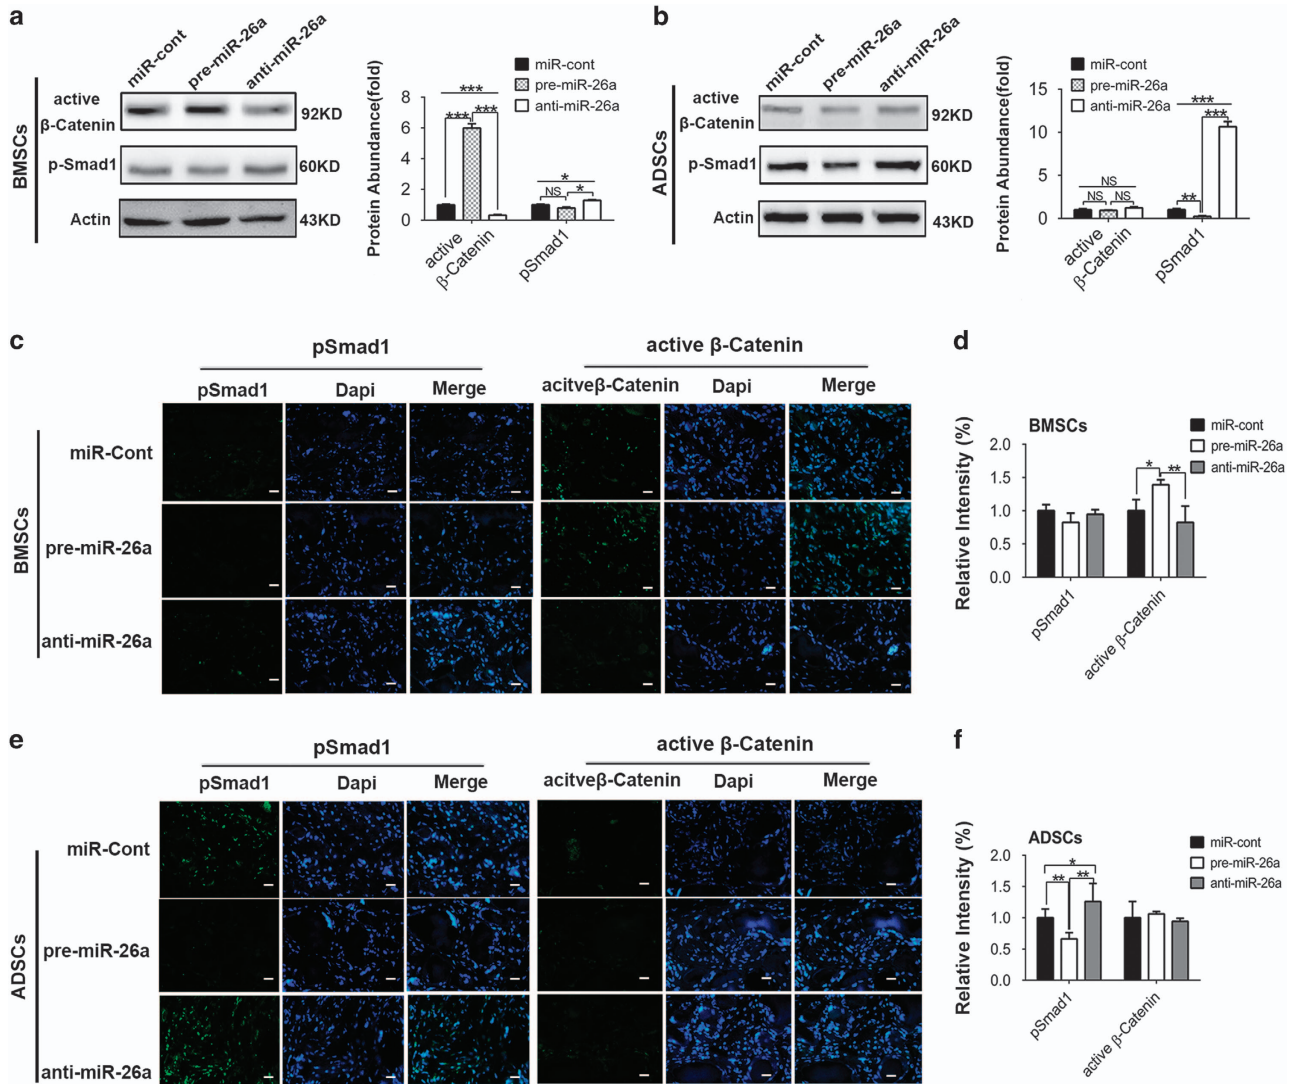 a
miR-cont
pre-miR-26a
anti-miR-26a
BMSCs
active
β-Catenin
92KD
p-Smad1
60KD
Actin
43KD
Protein Abundance(fold)
miR-cont
pre-miR-26a
anti-miR-26a
8
6
4
2
0
***
***
***
*
NS
*
active
β-Catenin
pSmad1
b
miR-cont
pre-miR-26a
anti-miR-26a
ADSCs
active
β-Catenin
92KD
p-Smad1
60KD
Actin
43KD
Protein Abundance(fold)
miR-cont
pre-miR-26a
anti-miR-26a
15
10
5
0
NS
NS
NS
***
***
**
active
β-Catenin
pSmad1
c
pSmad1
active β-Catenin
pSmad1
Dapi
Merge
acitveβ-Catenin
Dapi
Merge
BMSCs
miR-Cont
pre-miR-26a
anti-miR-26a
d
BMSCs
miR-cont
pre-miR-26a
anti-miR-26a
Relative Intensity (%)
2.0
1.5
1.0
0.5
0.0
*
**
pSmad1
active β-Catenin
e
pSmad1
active β-Catenin
pSmad1
Dapi
Merge
acitveβ-Catenin
Dapi
Merge
ADSCs
miR-Cont
pre-miR-26a
anti-miR-26a
f
ADSCs
miR-cont
pre-miR-26a
anti-miR-26a
Relative Intensity (%)
2.0
1.5
1.0
0.5
0.0
*
**
**
pSmad1
active β-Catenin